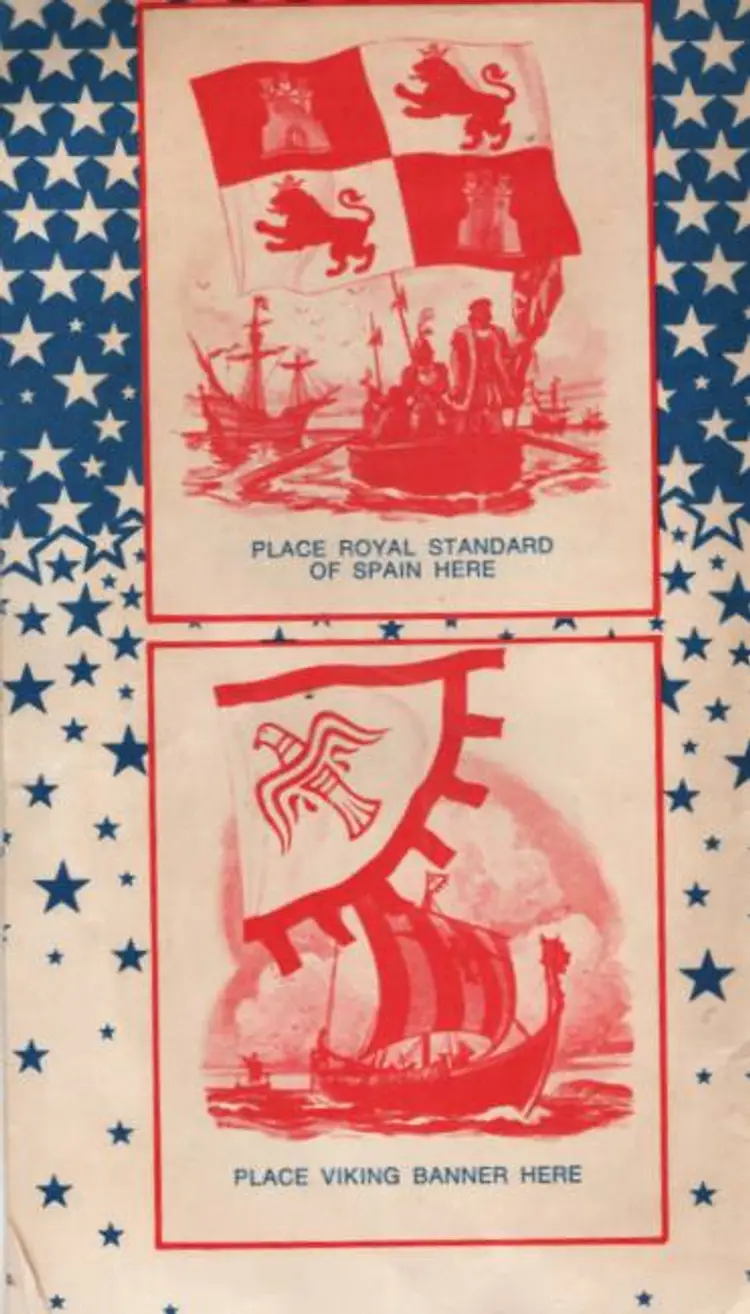 PLACE ROYAL STANDARD
OF SPAIN HERE
PLACE VIKING BANNER HERE